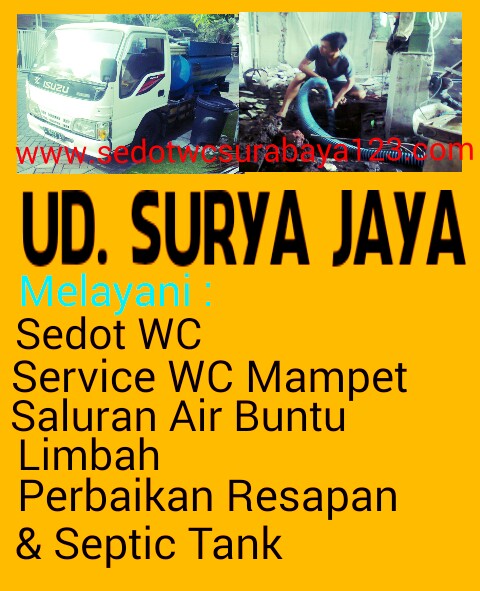 ISUZU
www.sedotwcsurabaya123.com
UD. SURYA JAYA
Melayani :
Sedot WC
Service WC Mampet
Saluran Air Buntu
Limbah
Perbaikan Resapan
& Septic Tank